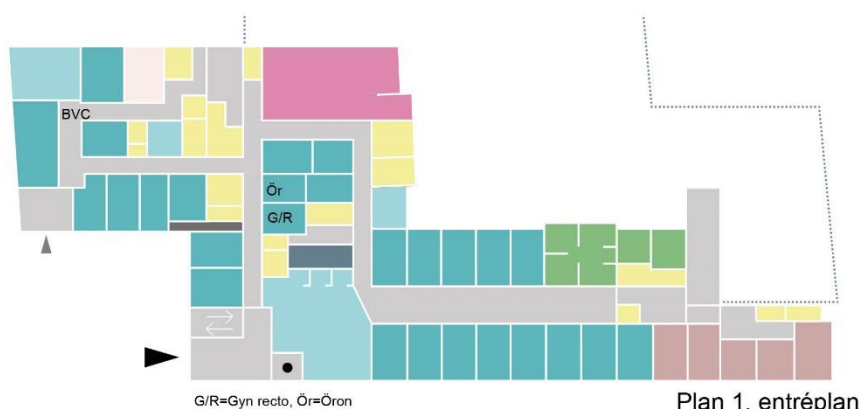 BVC
Ör
G/R
G/R=Gyn recto, Ör=Öron
Plan 1, entréplan